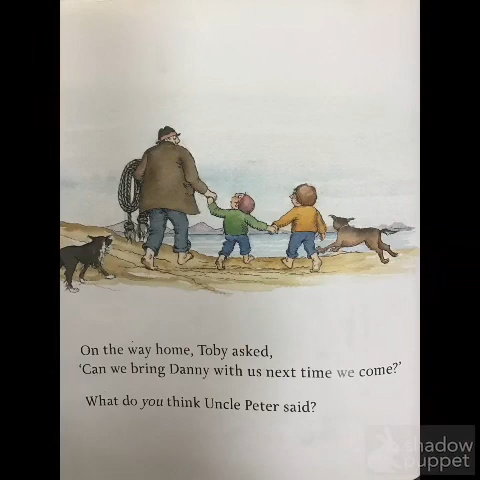 On the way home, Toby asked,
‘Can we bring Danny with us next time we come?’
What do you think Uncle Peter said?
shadow
puppet